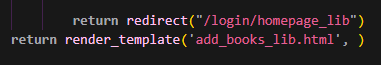 return redirect("/login/homepage_lib")
return render_template('add_books_lib.html', )